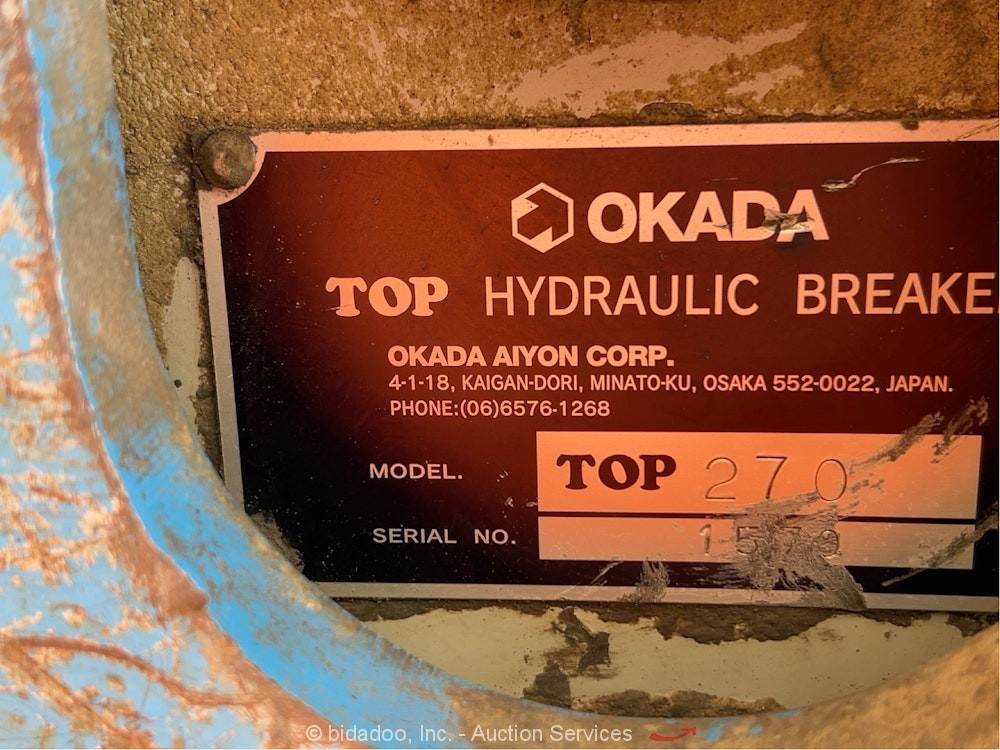 OKADA
TOP HYDRAULIC BREAKE
OKADA AIYON CORP.
4-1-18, KAIGAN-DORI, MINATO-KU, OSAKA 552-0022, JAPAN.
PHONE:(06)6576-1268
MODEL. TOP 270
SERIAL NO.
© bidadoo, Inc. - Auction Services